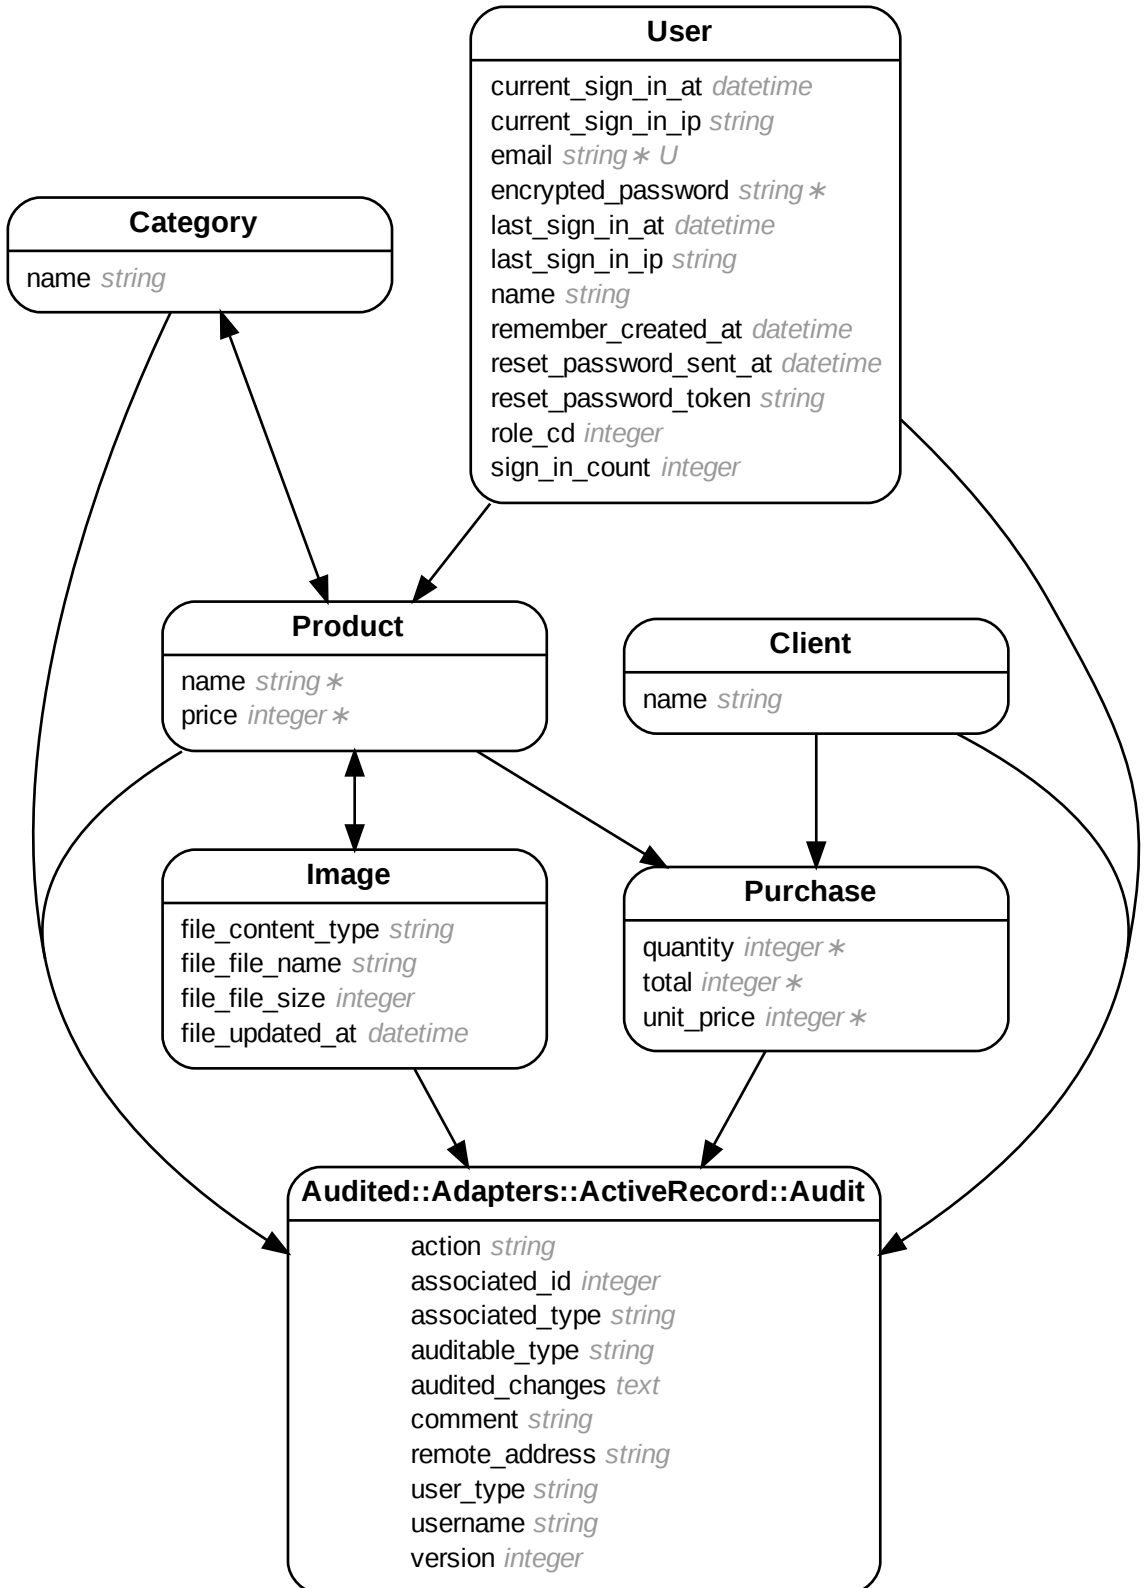 User
current_sign_in_at datetime
current_sign_in_ip string
email string ∗ U
encrypted_password string ∗
last_sign_in_at datetime
last_sign_in_ip string
name string
remember_created_at datetime
reset_password_sent_at datetime
reset_password_token string
role_cd integer
sign_in_count integer
Category
name string
Product
name string ∗
price integer ∗
Client
name string
Image
file_content_type string
file_file_name string
file_file_size integer
file_updated_at datetime
Purchase
quantity integer ∗
total integer ∗
unit_price integer ∗
Audited::Adapters::ActiveRecord::Audit
action string
associated_id integer
associated_type string
auditable_type string
audited_changes text
comment string
remote_address string
user_type string
username string
version integer